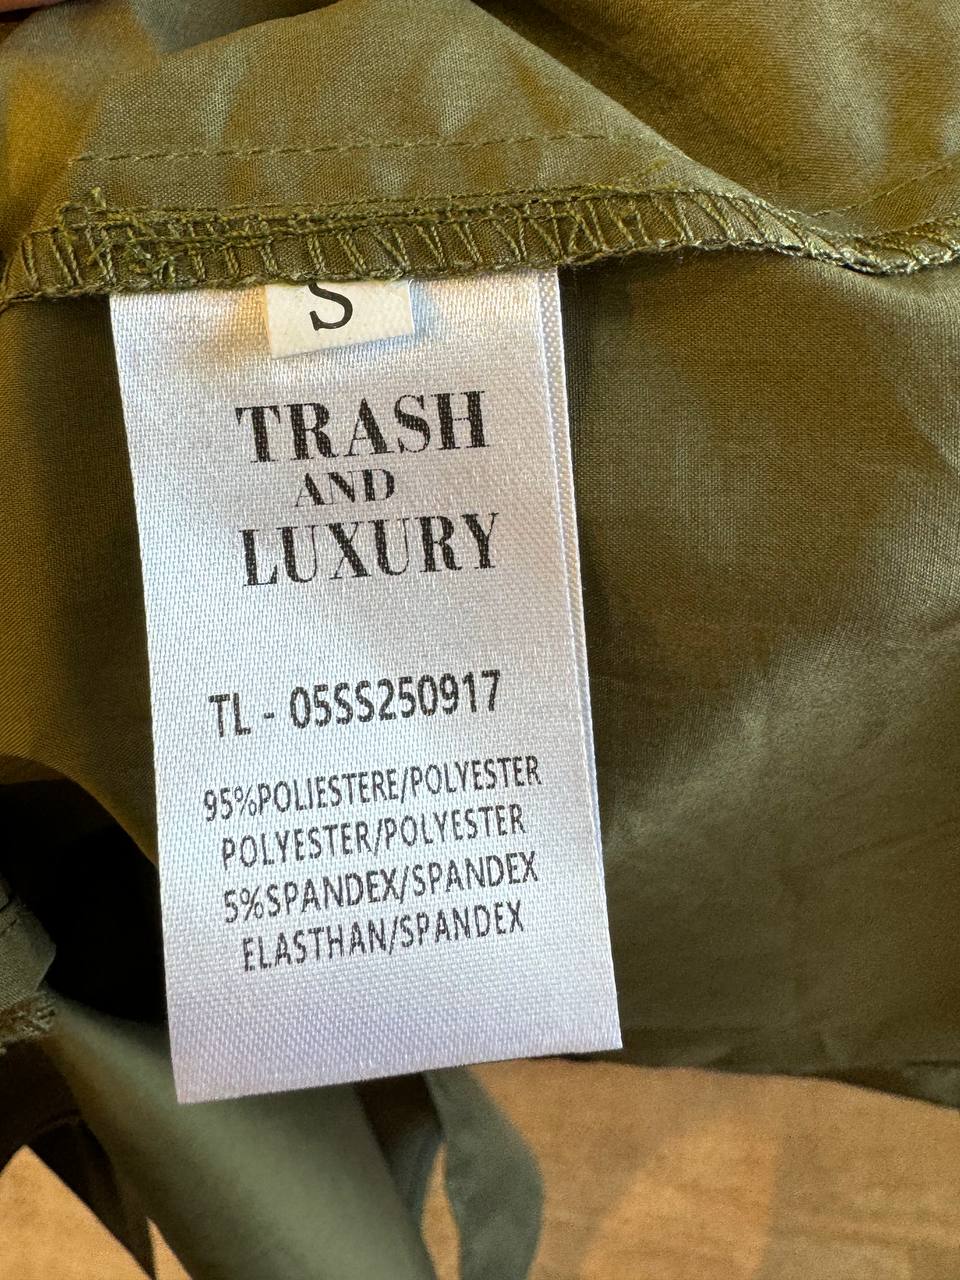 S
TRASH
AND
LUXURY
TL - 05SS250917
95%POLIESTERE/POLYESTER
POLYESTER/POLYESTER
5%SPANDEX/SPANDEX
ELASTHAN/SPANDEX